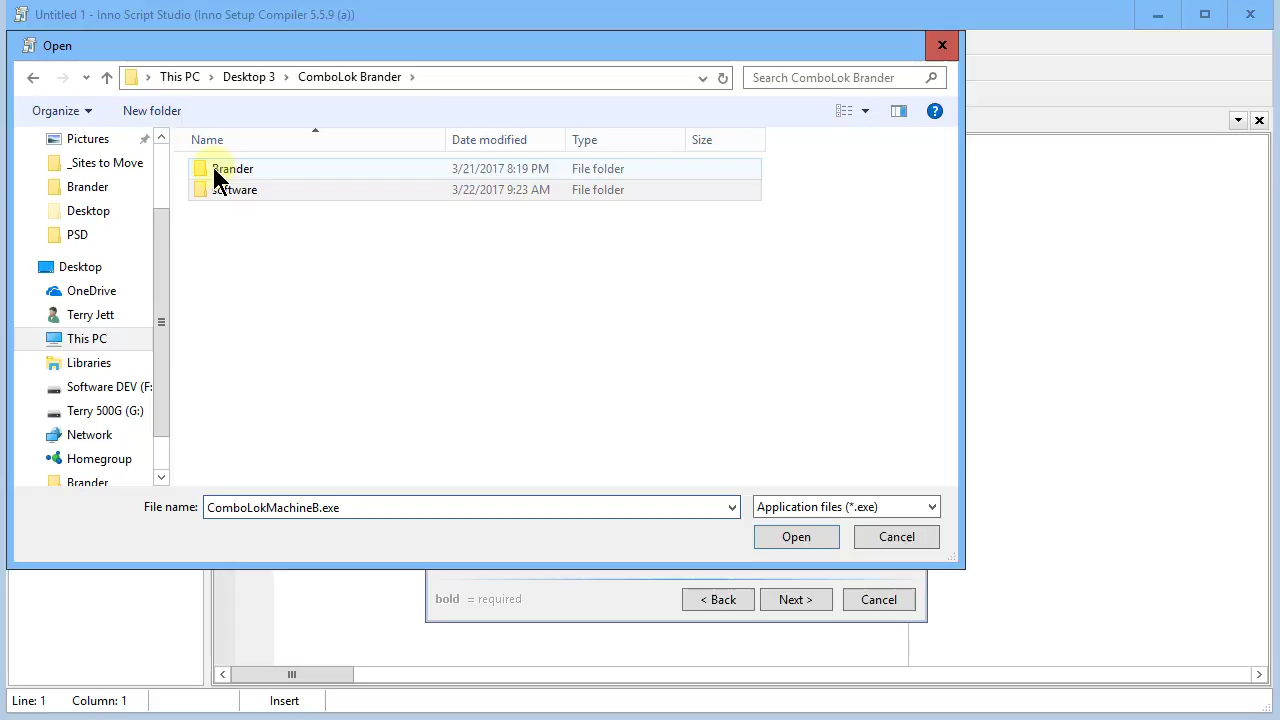 Untitled 1 - Inno Script Studio (Inno Setup Compiler 5.5.9 (a))
Open
This PC
Desktop 3
ComboLok Brander
Search ComboLok Brander
Organize
New folder
Name
Date modified
Type
Size
Pictures
_Sites to Move
Brander
Desktop
PSD
Desktop
OneDrive
Terry Jett
This PC
Libraries
Software DEV (F:
Terry 500G (G:)
Network
Homegroup
Brander
Brander
3/21/2017 8:19 PM
File folder
software
3/22/2017 9:23 AM
File folder
File name:
ComboLokMachineB.exe
Application files (*.exe)
Open
Cancel
bold = required
< Back
Next >
Cancel
Line: 1
Column: 1
Insert